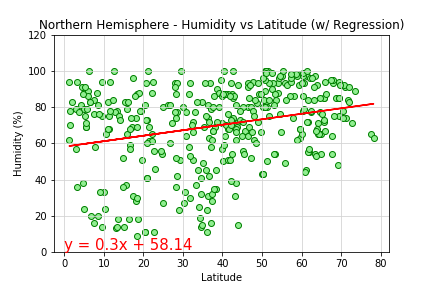 Northern Hemisphere - Humidity vs Latitude (w/ Regression)
120
100
80
60
40
20
0
Humidity (%)
y = 0.3x + 58.14
0 10 20 30 40 50 60 70 80
Latitude